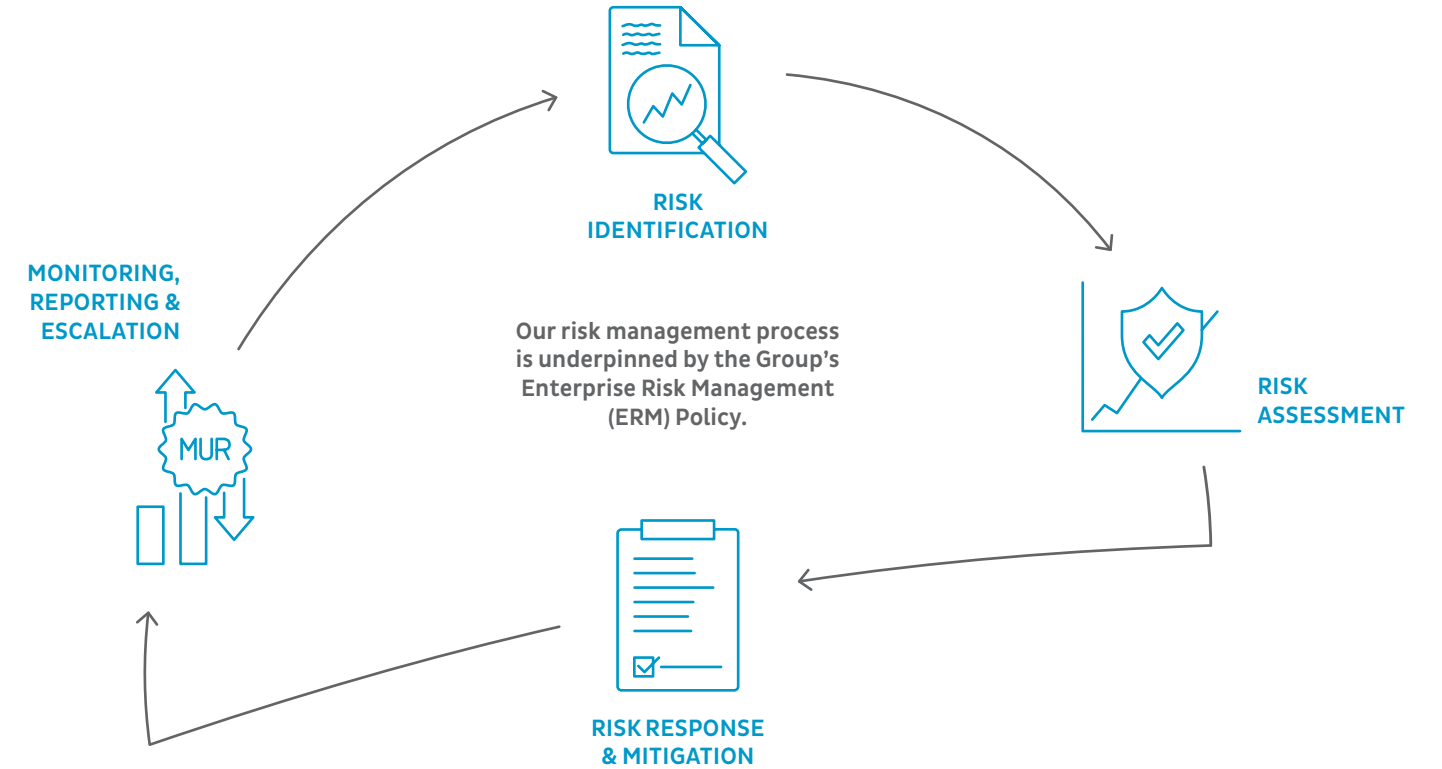 RISK
IDENTIFICATION
MONITORING,
REPORTING &
ESCALATION
Our risk management process
is underpinned by the Group’s
Enterprise Risk Management
(ERM) Policy.
RISK
ASSESSMENT
MUR
RISK RESPONSE
& MITIGATION